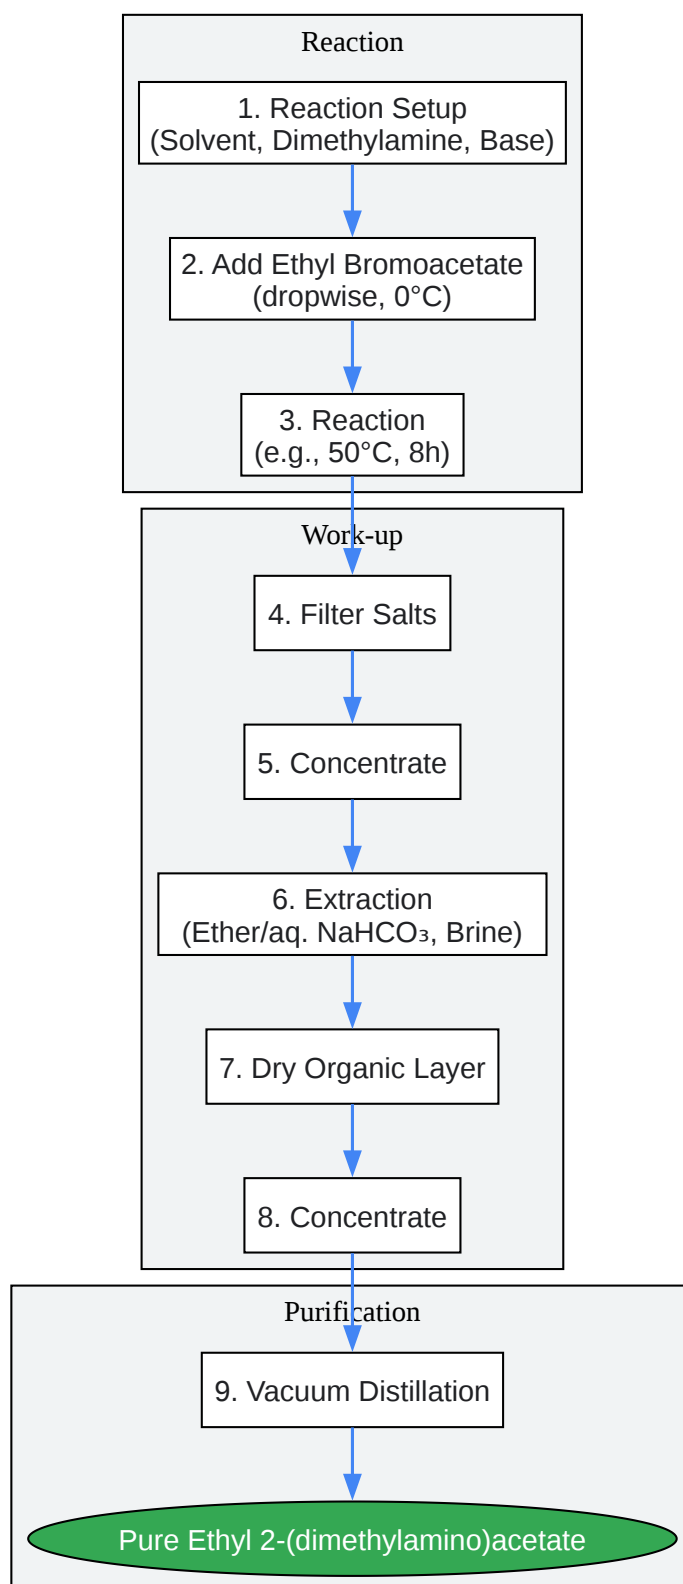 Reaction
1. Reaction Setup
(Solvent, Dimethylamine, Base)
2. Add Ethyl Bromoacetate
(dropwise, 0°C)
3. Reaction
(e.g., 50°C, 8h)
Work-up
4. Filter Salts
5. Concentrate
6. Extraction
(Ether/aq. NaHCO₃, Brine)
7. Dry Organic Layer
8. Concentrate
Purification
9. Vacuum Distillation
Pure Ethyl 2-(dimethylamino)acetate